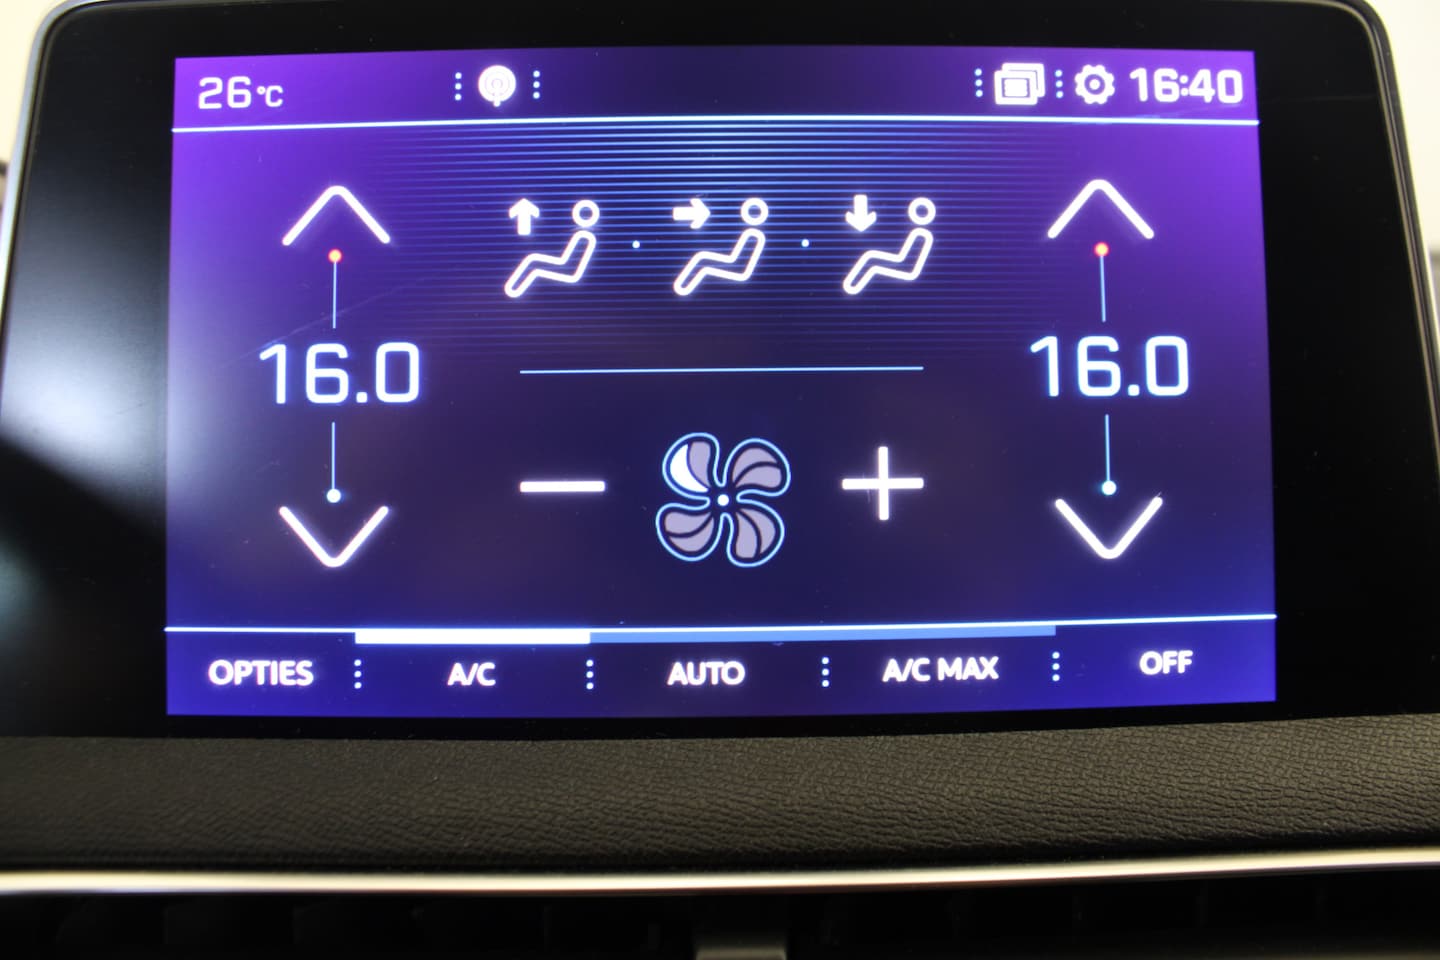 26°C 16:40
16.0 16.0
OPTIES A/C AUTO A/C MAX OFF